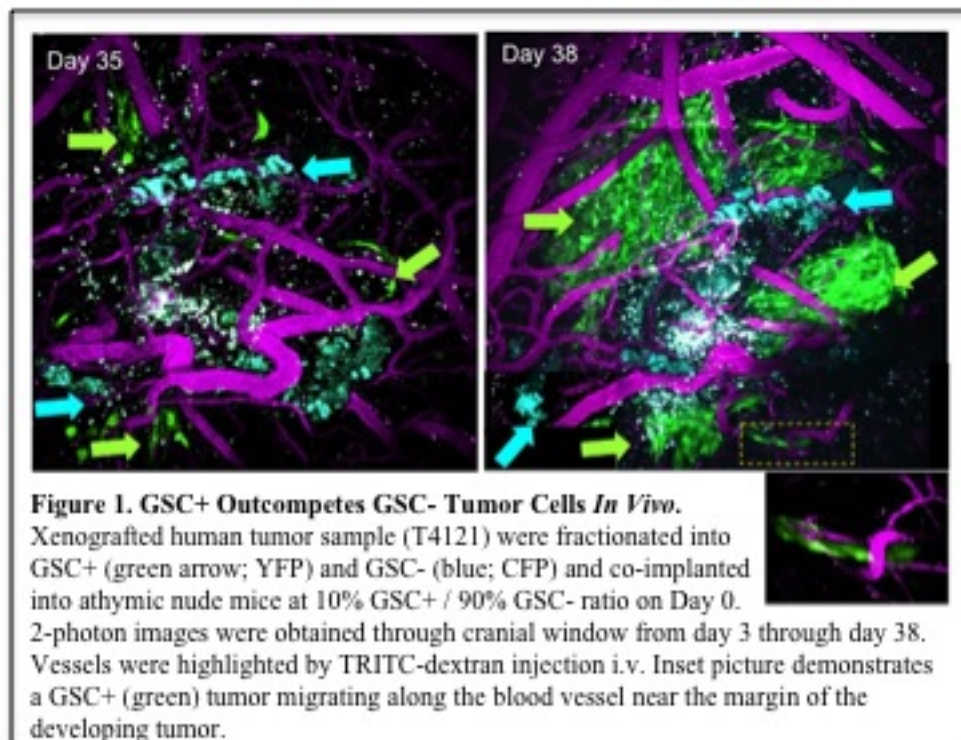 Day 35
Day 38
Figure 1. GSC+ Outcompetes GSC- Tumor Cells In Vivo.
Xenografted human tumor sample (T4121) were fractionated into
GSC+ (green arrow; YFP) and GSC- (blue; CFP) and co-implanted
into athymic nude mice at 10% GSC+ / 90% GSC- ratio on Day 0.
2-photon images were obtained through cranial window from day 3 through day 38.
Vessels were highlighted by TRITC-dextran injection i.v. Inset picture demonstrates
a GSC+ (green) tumor migrating along the blood vessel near the margin of the
developing tumor.